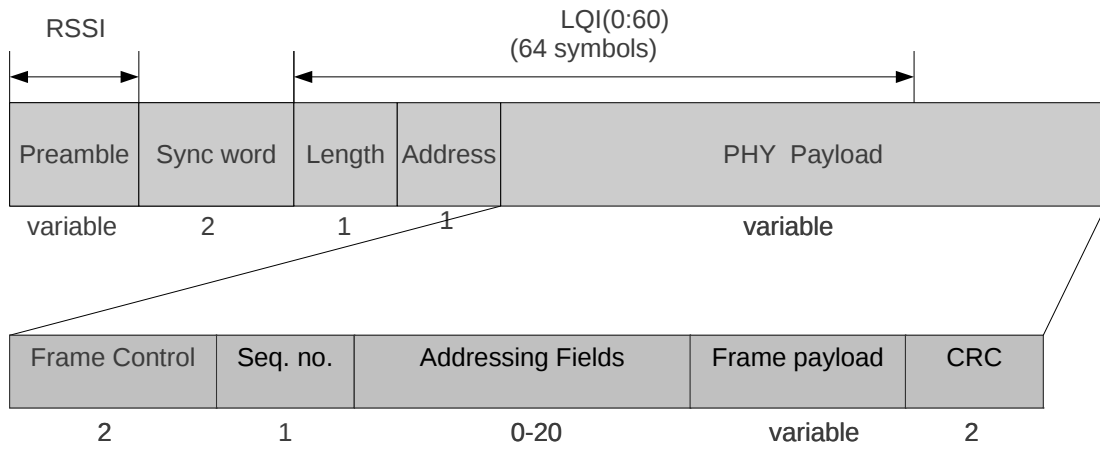 RSSI
LQI(0:60)
(64 symbols)
Preamble Sync word Length Address PHY Payload
variable 2 1 1 variable
Frame Control Seq. no. Addressing Fields Frame payload CRC
2 1 0-20 variable 2